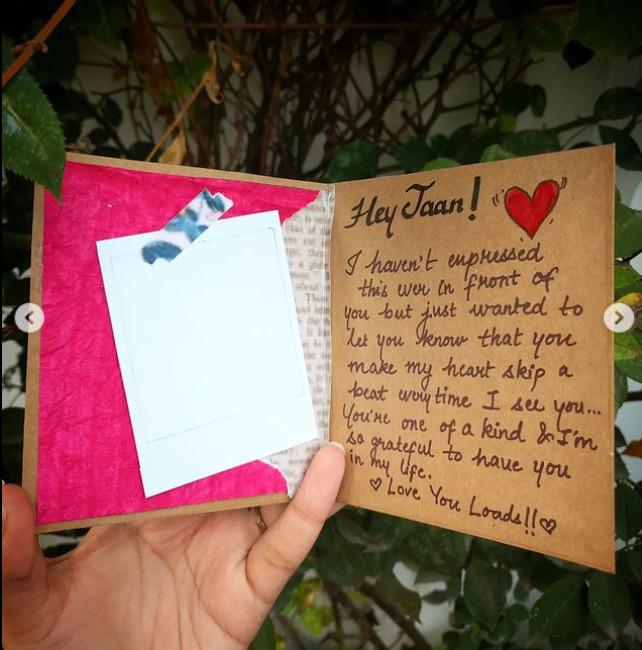 Hey Jaan!
I haven't expressed
this ever in front of
you but just wanted to
let you know that you
make my heart skip a
beat everytime I see you...
You're one of a kind & I'm
so grateful to have you
in my life.
♡Love You Loads!!♡